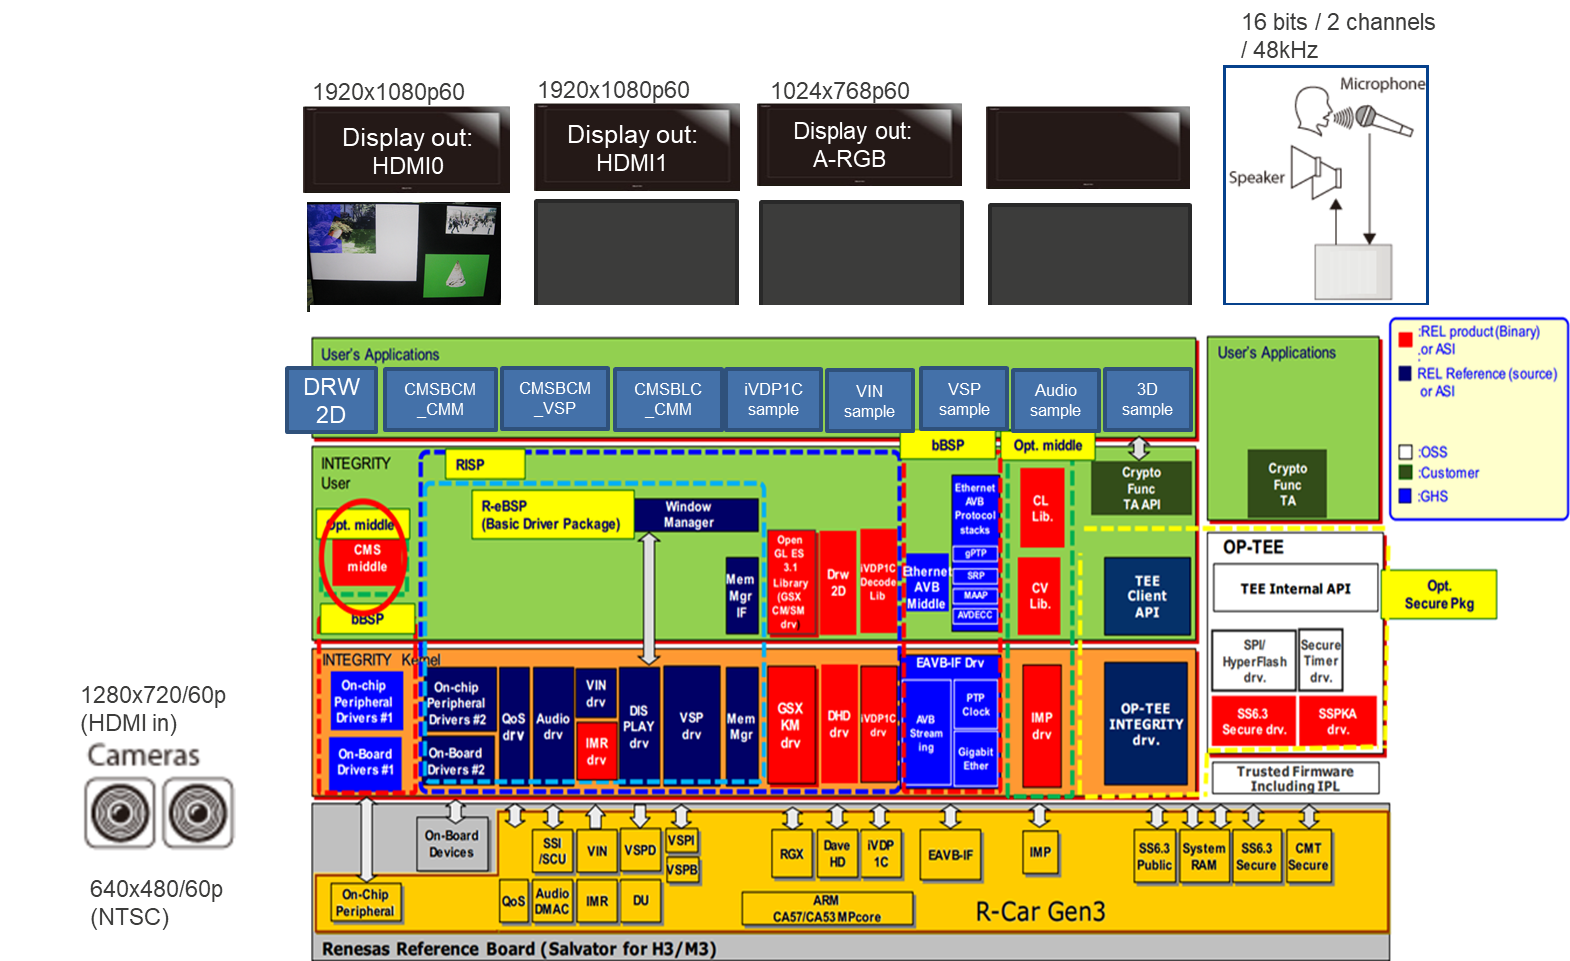 16 bits / 2 channels
/ 48kHz
1920x1080p60
1920x1080p60
1024x768p60
Display out:
HDMI0
Display out:
HDMI1
Display out:
A-RGB
Microphone
Speaker
User's Applications
DRW
2D
CMSBCM
_CMM
CMSBCM
_VSP
CMSBLC
_CMM
iVDP1C
sample
VIN
sample
VSP
sample
Audio
sample
3D
sample
User's Applications
Crypto
Func
TA
:REL product(Binary)
or ASI
:
REL Reference (source)
or ASI
:OSS
:Customer
:GHS
INTEGRITY
User
RISP
bBSP
Opt. middle
R-eBSP
(Basic Driver Package)
Window
Manager
Opt. middle
CMS
middle
bBSP
Mem
Mgr
IF
Open
GL ES
3.1
Library
(GSX
CM/SM
drv)
Drw
2D
iVDP1C
Decode
Lib
Ethernet
AVB
Middle
Ethernet
AVB
Protocol
stacks
gPTP
SRP
MAAP
AVDECC
CL
Lib.
CV
Lib.
Crypto
Func
TA API
TEE
Client
API
OP-TEE
TEE Internal API
SPI/
HyperFlash
drv.
Secure
Timer
drv.
SS6.3
Secure drv.
SSPKA
drv.
Opt.
Secure Pkg
Trusted Firmware
Including IPL
INTEGRITY Kernel
On-chip
Peripheral
Drivers #1
On-Board
Drivers #1
On-chip
Peripheral
Drivers #2
On-Board
Drivers #2
QoS
drv
Audio
drv
VIN
drv
IMR
drv
DIS
PLAY
drv
VSP
drv
Mem
Mgr
GSX
KM
drv
DHD
drv
iVDP1C
drv
EAVB-IF Drv
AVB
Stream
ing
PTP
Clock
Gigabit
Ether
IMP
drv
OP-TEE
INTEGRITY
drv.
1280x720/60p
(HDMI in)
Cameras
640x480/60p
(NTSC)
On-Board
Devices
On-Chip
Peripheral
SSI
/SCU
VIN
VSPD
VSPI
VSPB
QoS
Audio
DMAC
IMR
DU
RGX
Dave
HD
iVDP
1C
EAVB-IF
IMP
SS6.3
Public
System
RAM
SS6.3
Secure
CMT
Secure
ARM
CA57/CA53 MPcore
R-Car Gen3
Renesas Reference Board (Salvator for H3/M3)